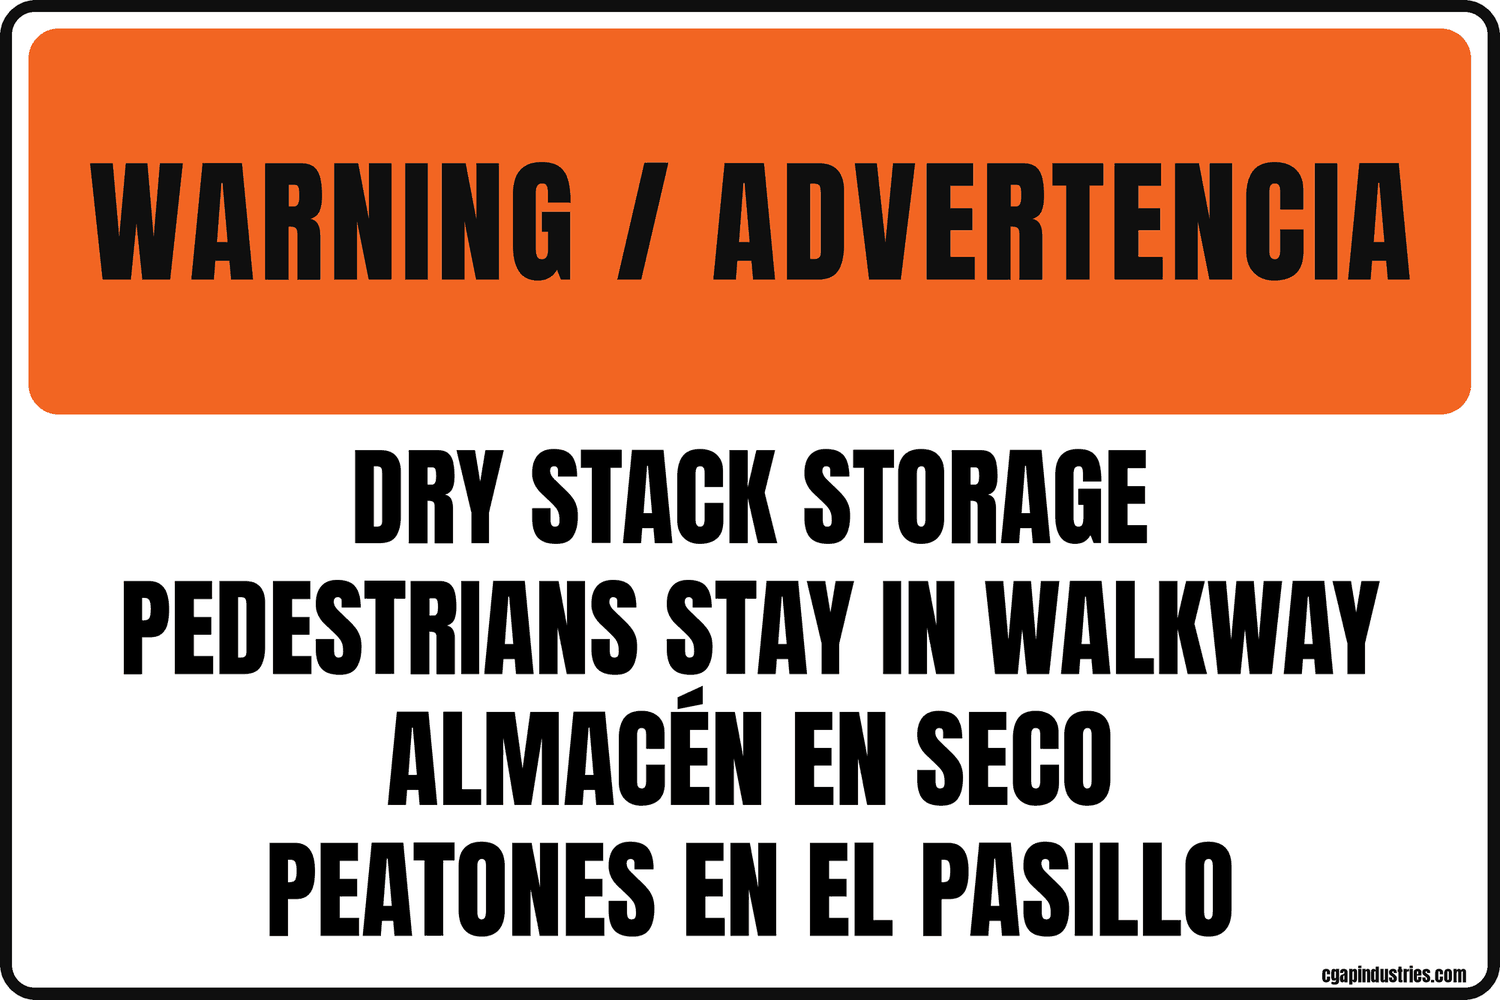 WARNING / ADVERTENCIA
DRY STACK STORAGE
PEDESTRIANS STAY IN WALKWAY
ALMACÉN EN SECO
PEATONES EN EL PASILLO
cgapindustries.com